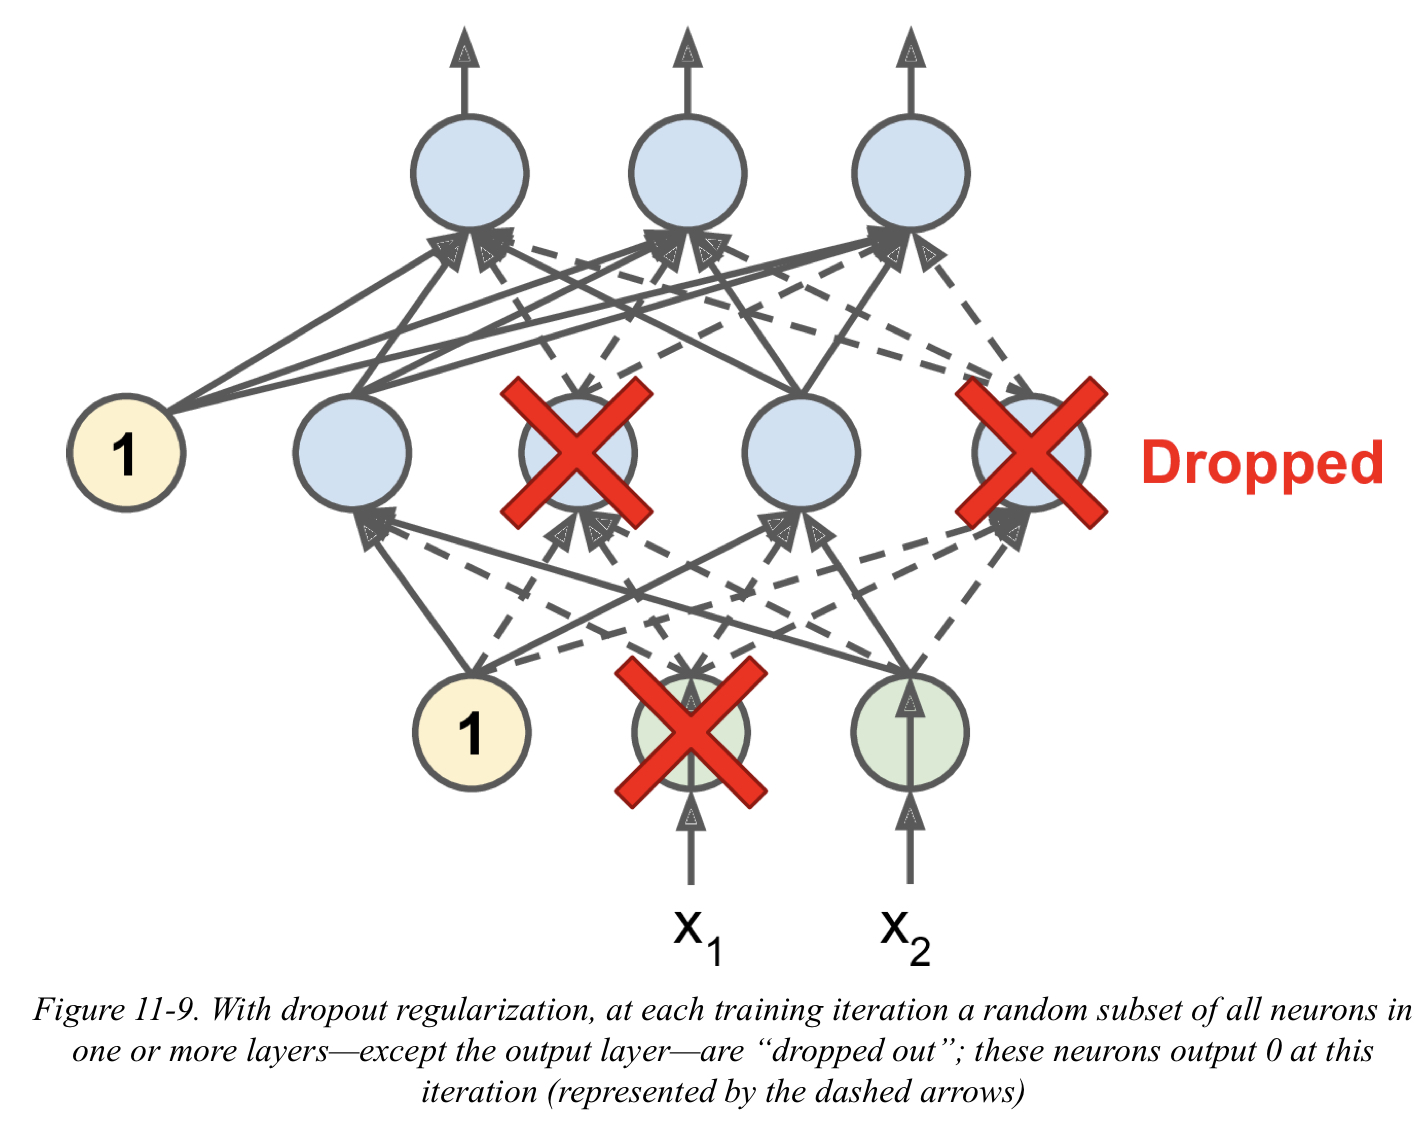 1
Dropped
1
x1
x2
Figure 11-9. With dropout regularization, at each training iteration a random subset of all neurons in
one or more layers—except the output layer—are “dropped out”; these neurons output 0 at this
iteration (represented by the dashed arrows)